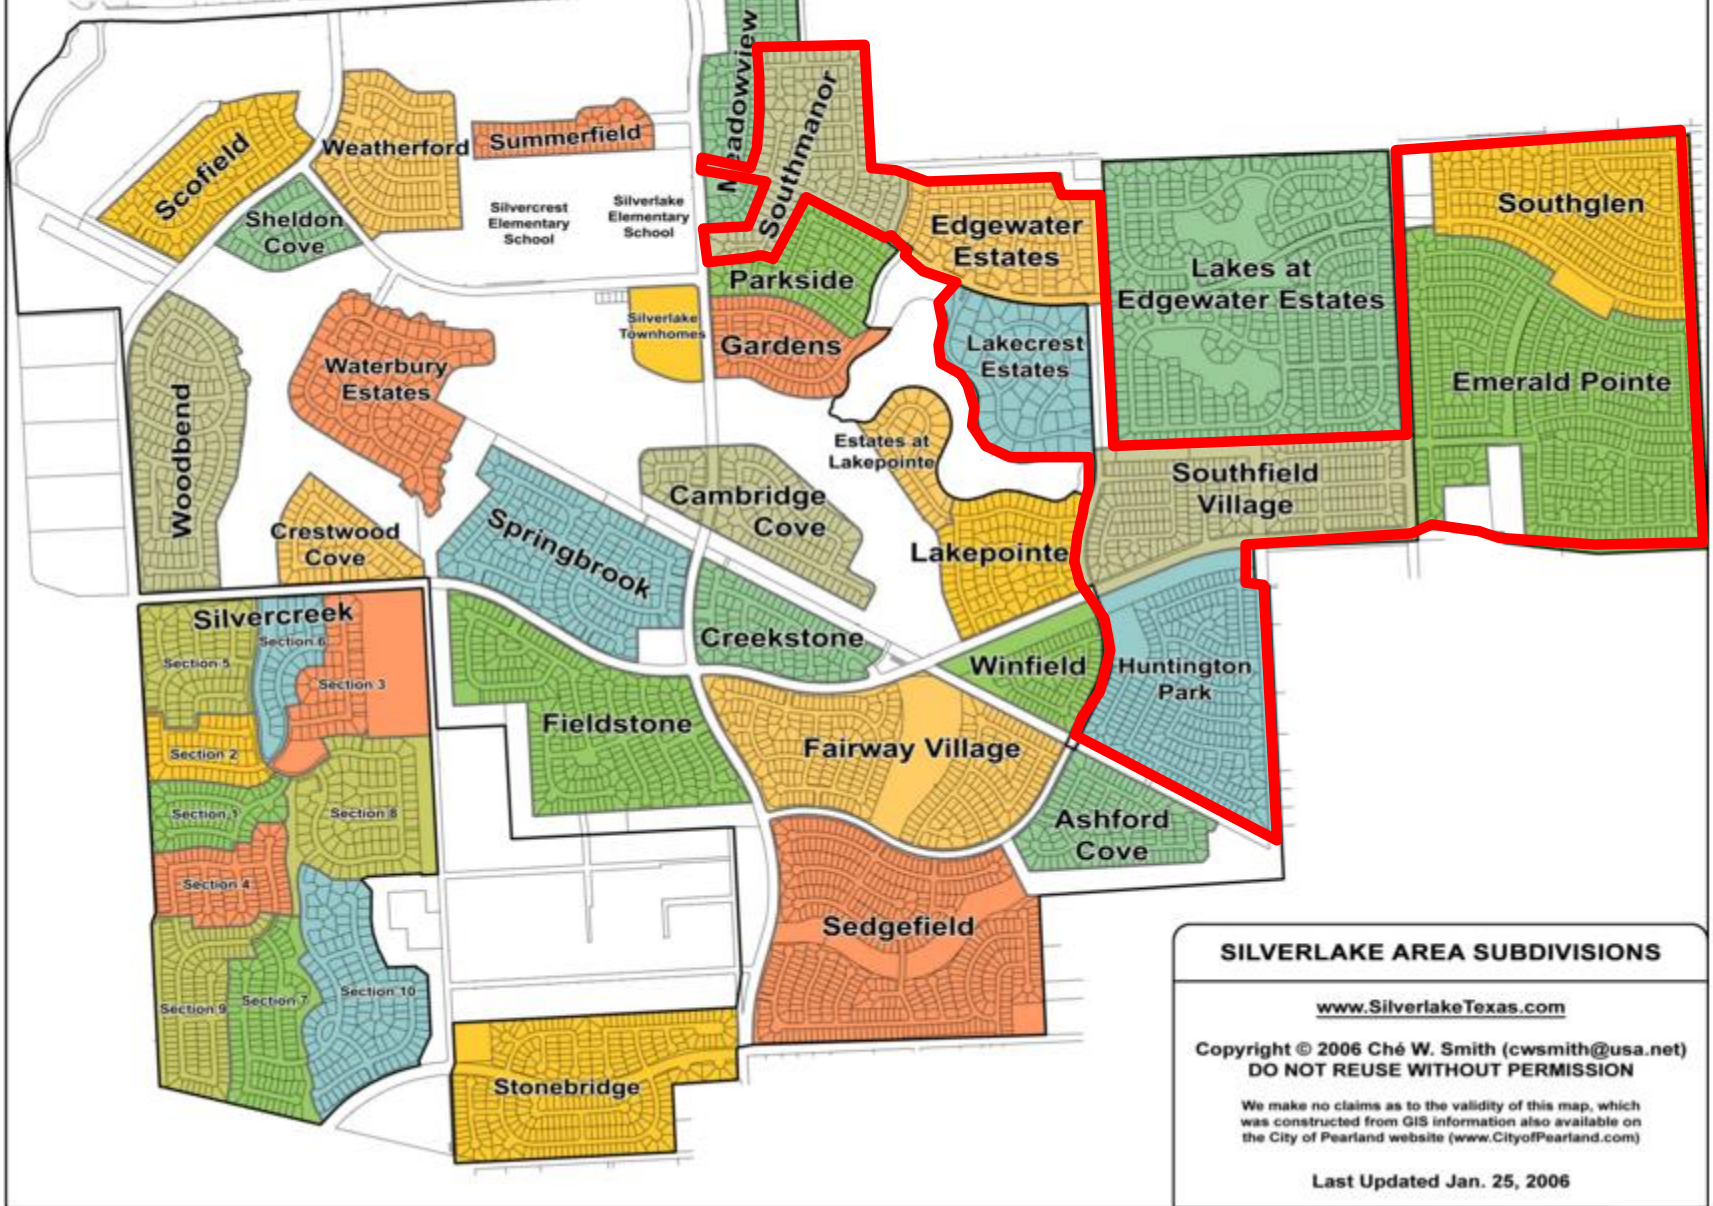 Meadowview
Southmanor
Scofield
Weatherford
Summerfield
Sheldon
Cove
Silvercrest
Elementary
School
Silverlake
Elementary
School
Edgewater
Estates
Southglen
Lakes at
Edgewater Estates
Parkside
Silverlake
Townhomes
Gardens
Lakecrest
Estates
Waterbury
Estates
Emerald Pointe
Woodbend
Estates at
Lakepointe
Southfield
Village
Cambridge
Cove
Crestwood
Cove
Springbrook
Lakepointe
Silvercreek
Section 6
Section 5
Section 3
Creekstone
Winfield
Huntington
Park
Fieldstone
Fairway Village
Section 2
Section 1
Section 8
Ashford
Cove
Section 4
Sedgefield
Section 9
Section 7
Section 10
Stonebridge
SILVERLAKE AREA SUBDIVISIONS
www.SilverlakeTexas.com
Copyright © 2006 Ché W. Smith (cwsmith@usa.net)
DO NOT REUSE WITHOUT PERMISSION
We make no claims as to the validity of this map, which
was constructed from GIS information also available on
the City of Pearland website (www.CityofPearland.com)
Last Updated Jan. 25, 2006